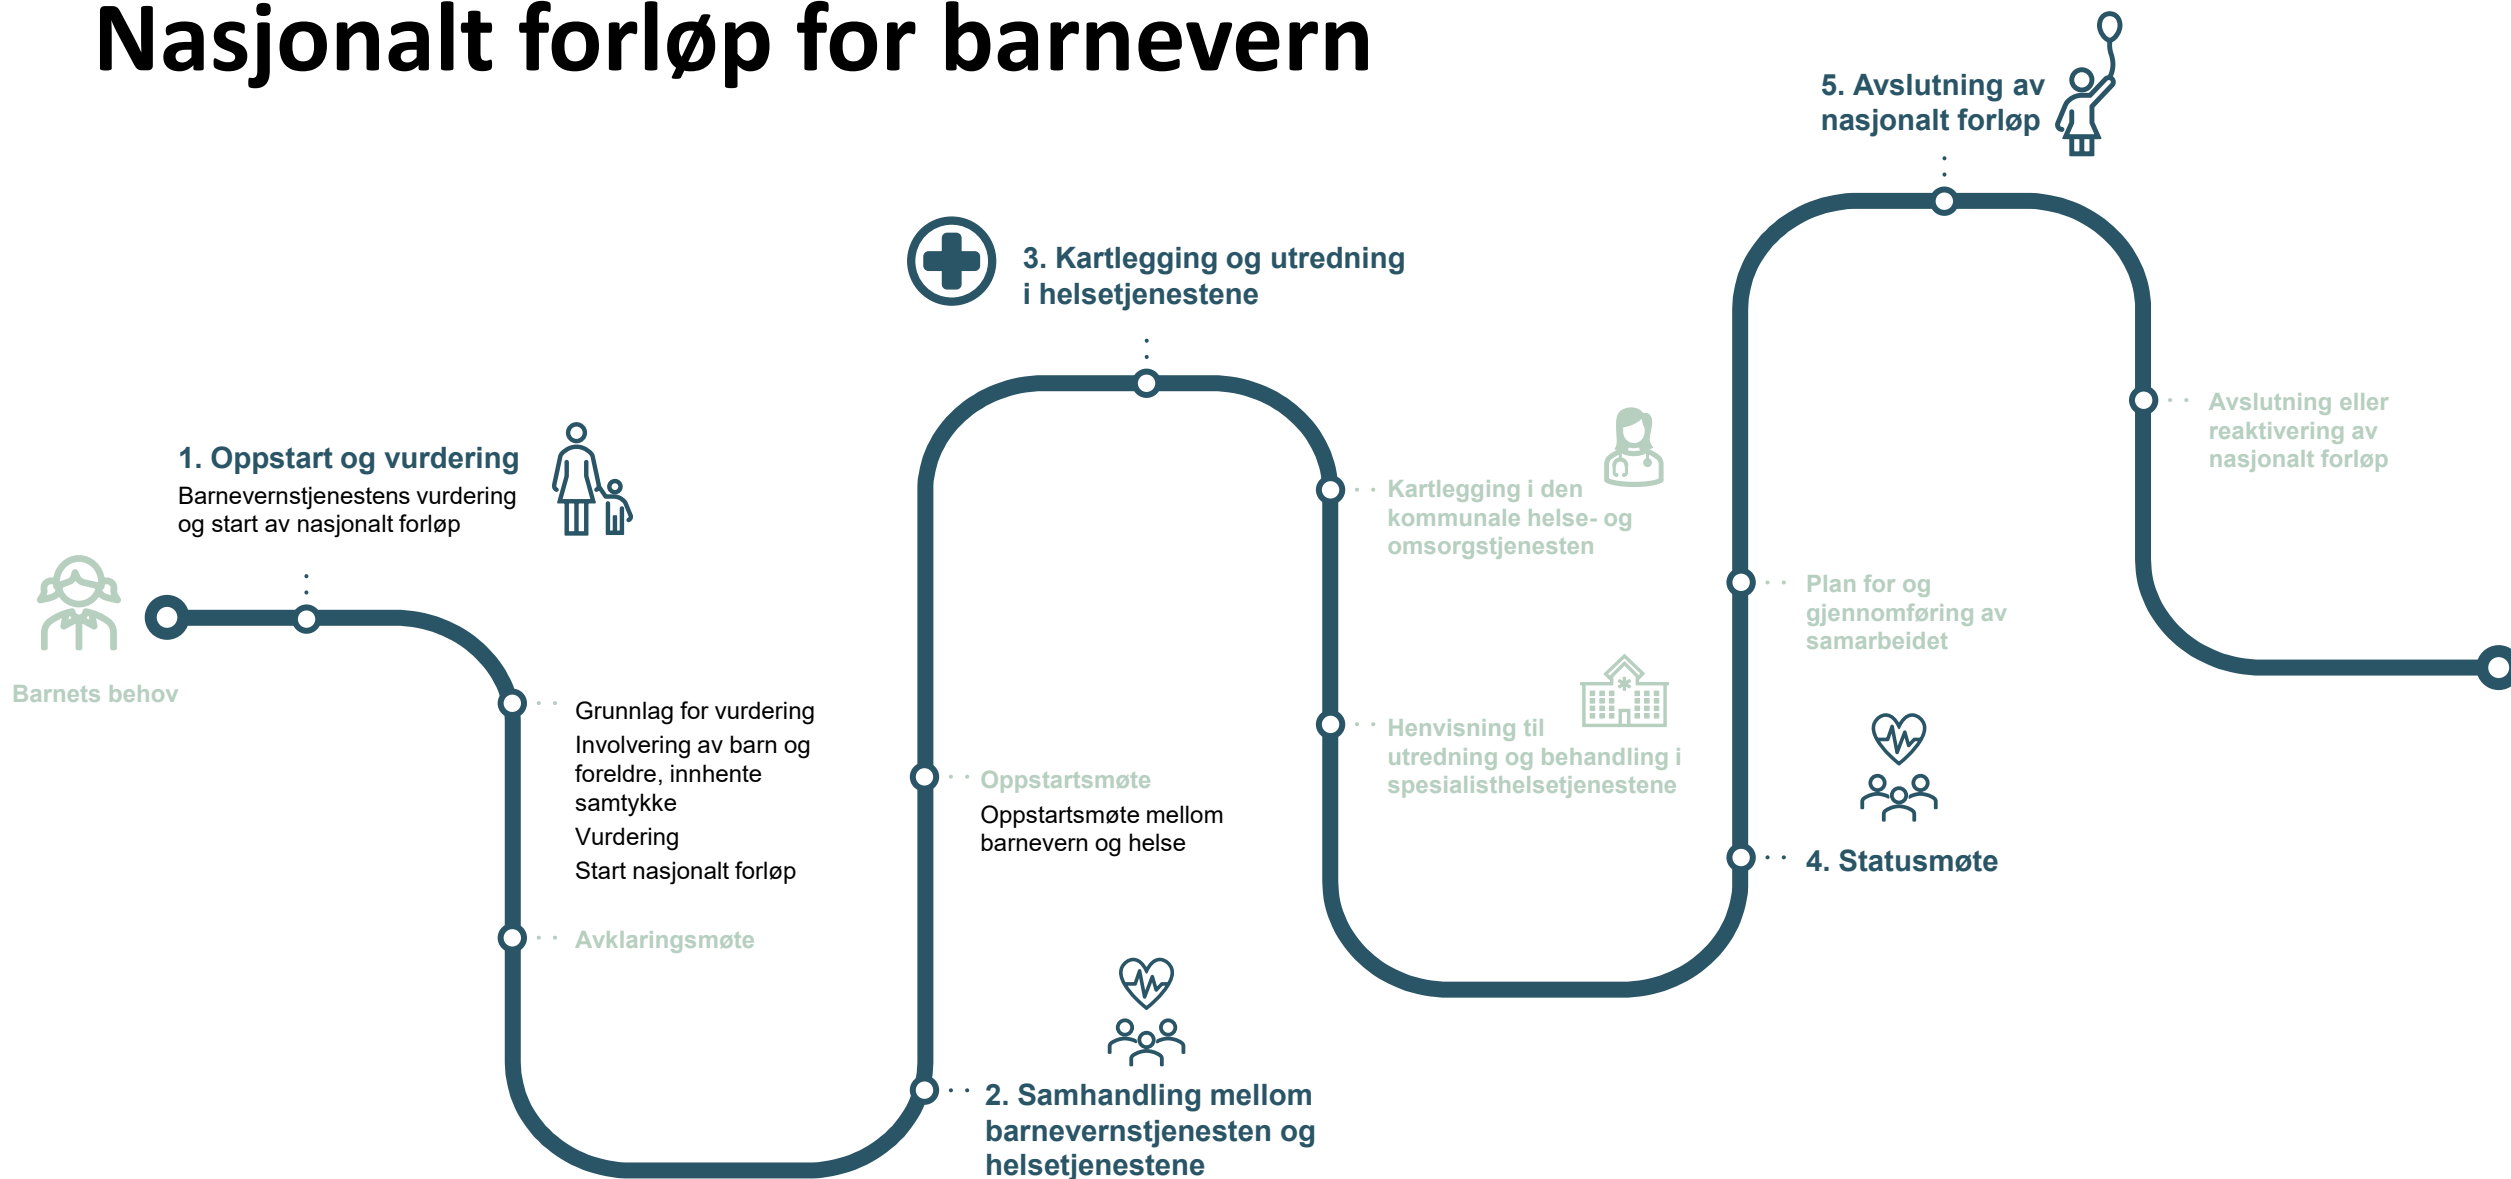 Nasjonalt forløp for barnevern
Barnets behov
1. Oppstart og vurdering
Barnevernstjenestens vurdering
og start av nasjonalt forløp
Grunnlag for vurdering
Involvering av barn og
foreldre, innhente
samtykke
Vurdering
Start nasjonalt forløp
Avklaringsmøte
2. Samhandling mellom
barnevernstjenesten og
helsetjenestene
Oppstartsmøte
Oppstartsmøte mellom
barnevern og helse
3. Kartlegging og utredning
i helsetjenestene
Kartlegging i den
kommunale helse- og
omsorgstjenesten
Henvisning til
utredning og behandling i
spesialisthelsetjenestene
4. Statusmøte
Plan for og
gjennomføring av
samarbeidet
5. Avslutning av
nasjonalt forløp
Avslutning eller
reaktivering av
nasjonalt forløp